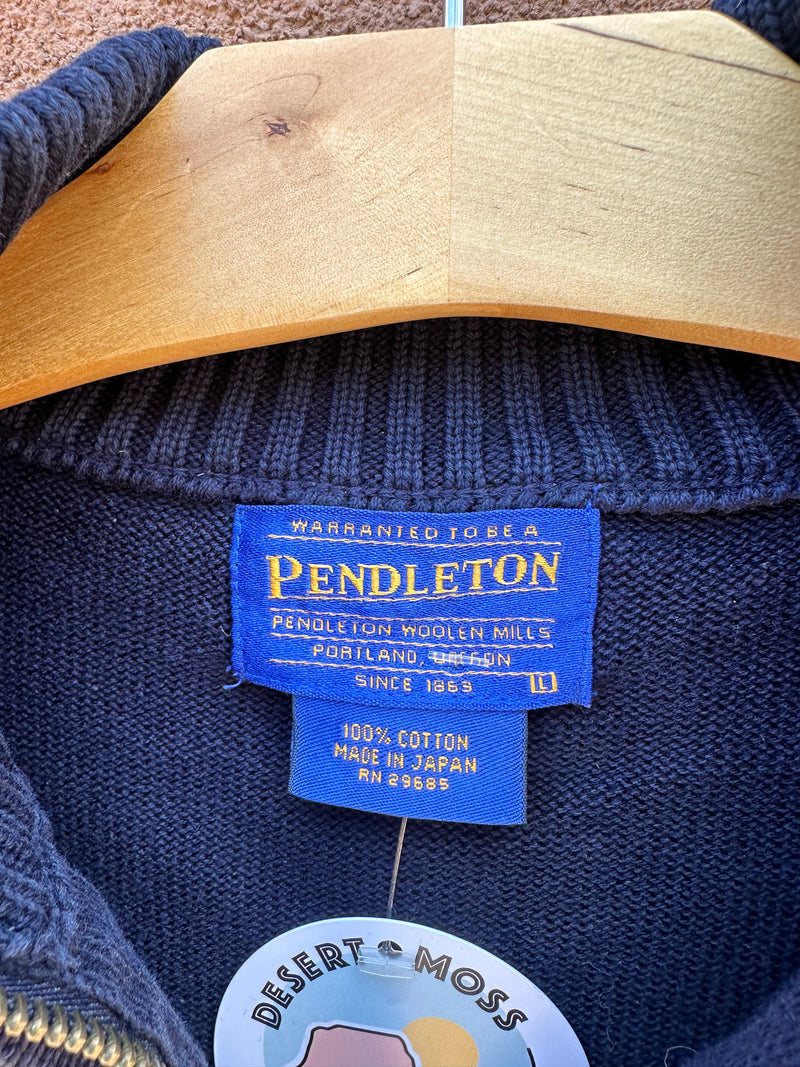 WARRANTED TO BE A
PENDLETON
PENDLETON WOOLEN MILLS
PORTLAND, OREGON
SINCE 1863
L
100% COTTON
MADE IN JAPAN
RN 29685
DESERT MOSS